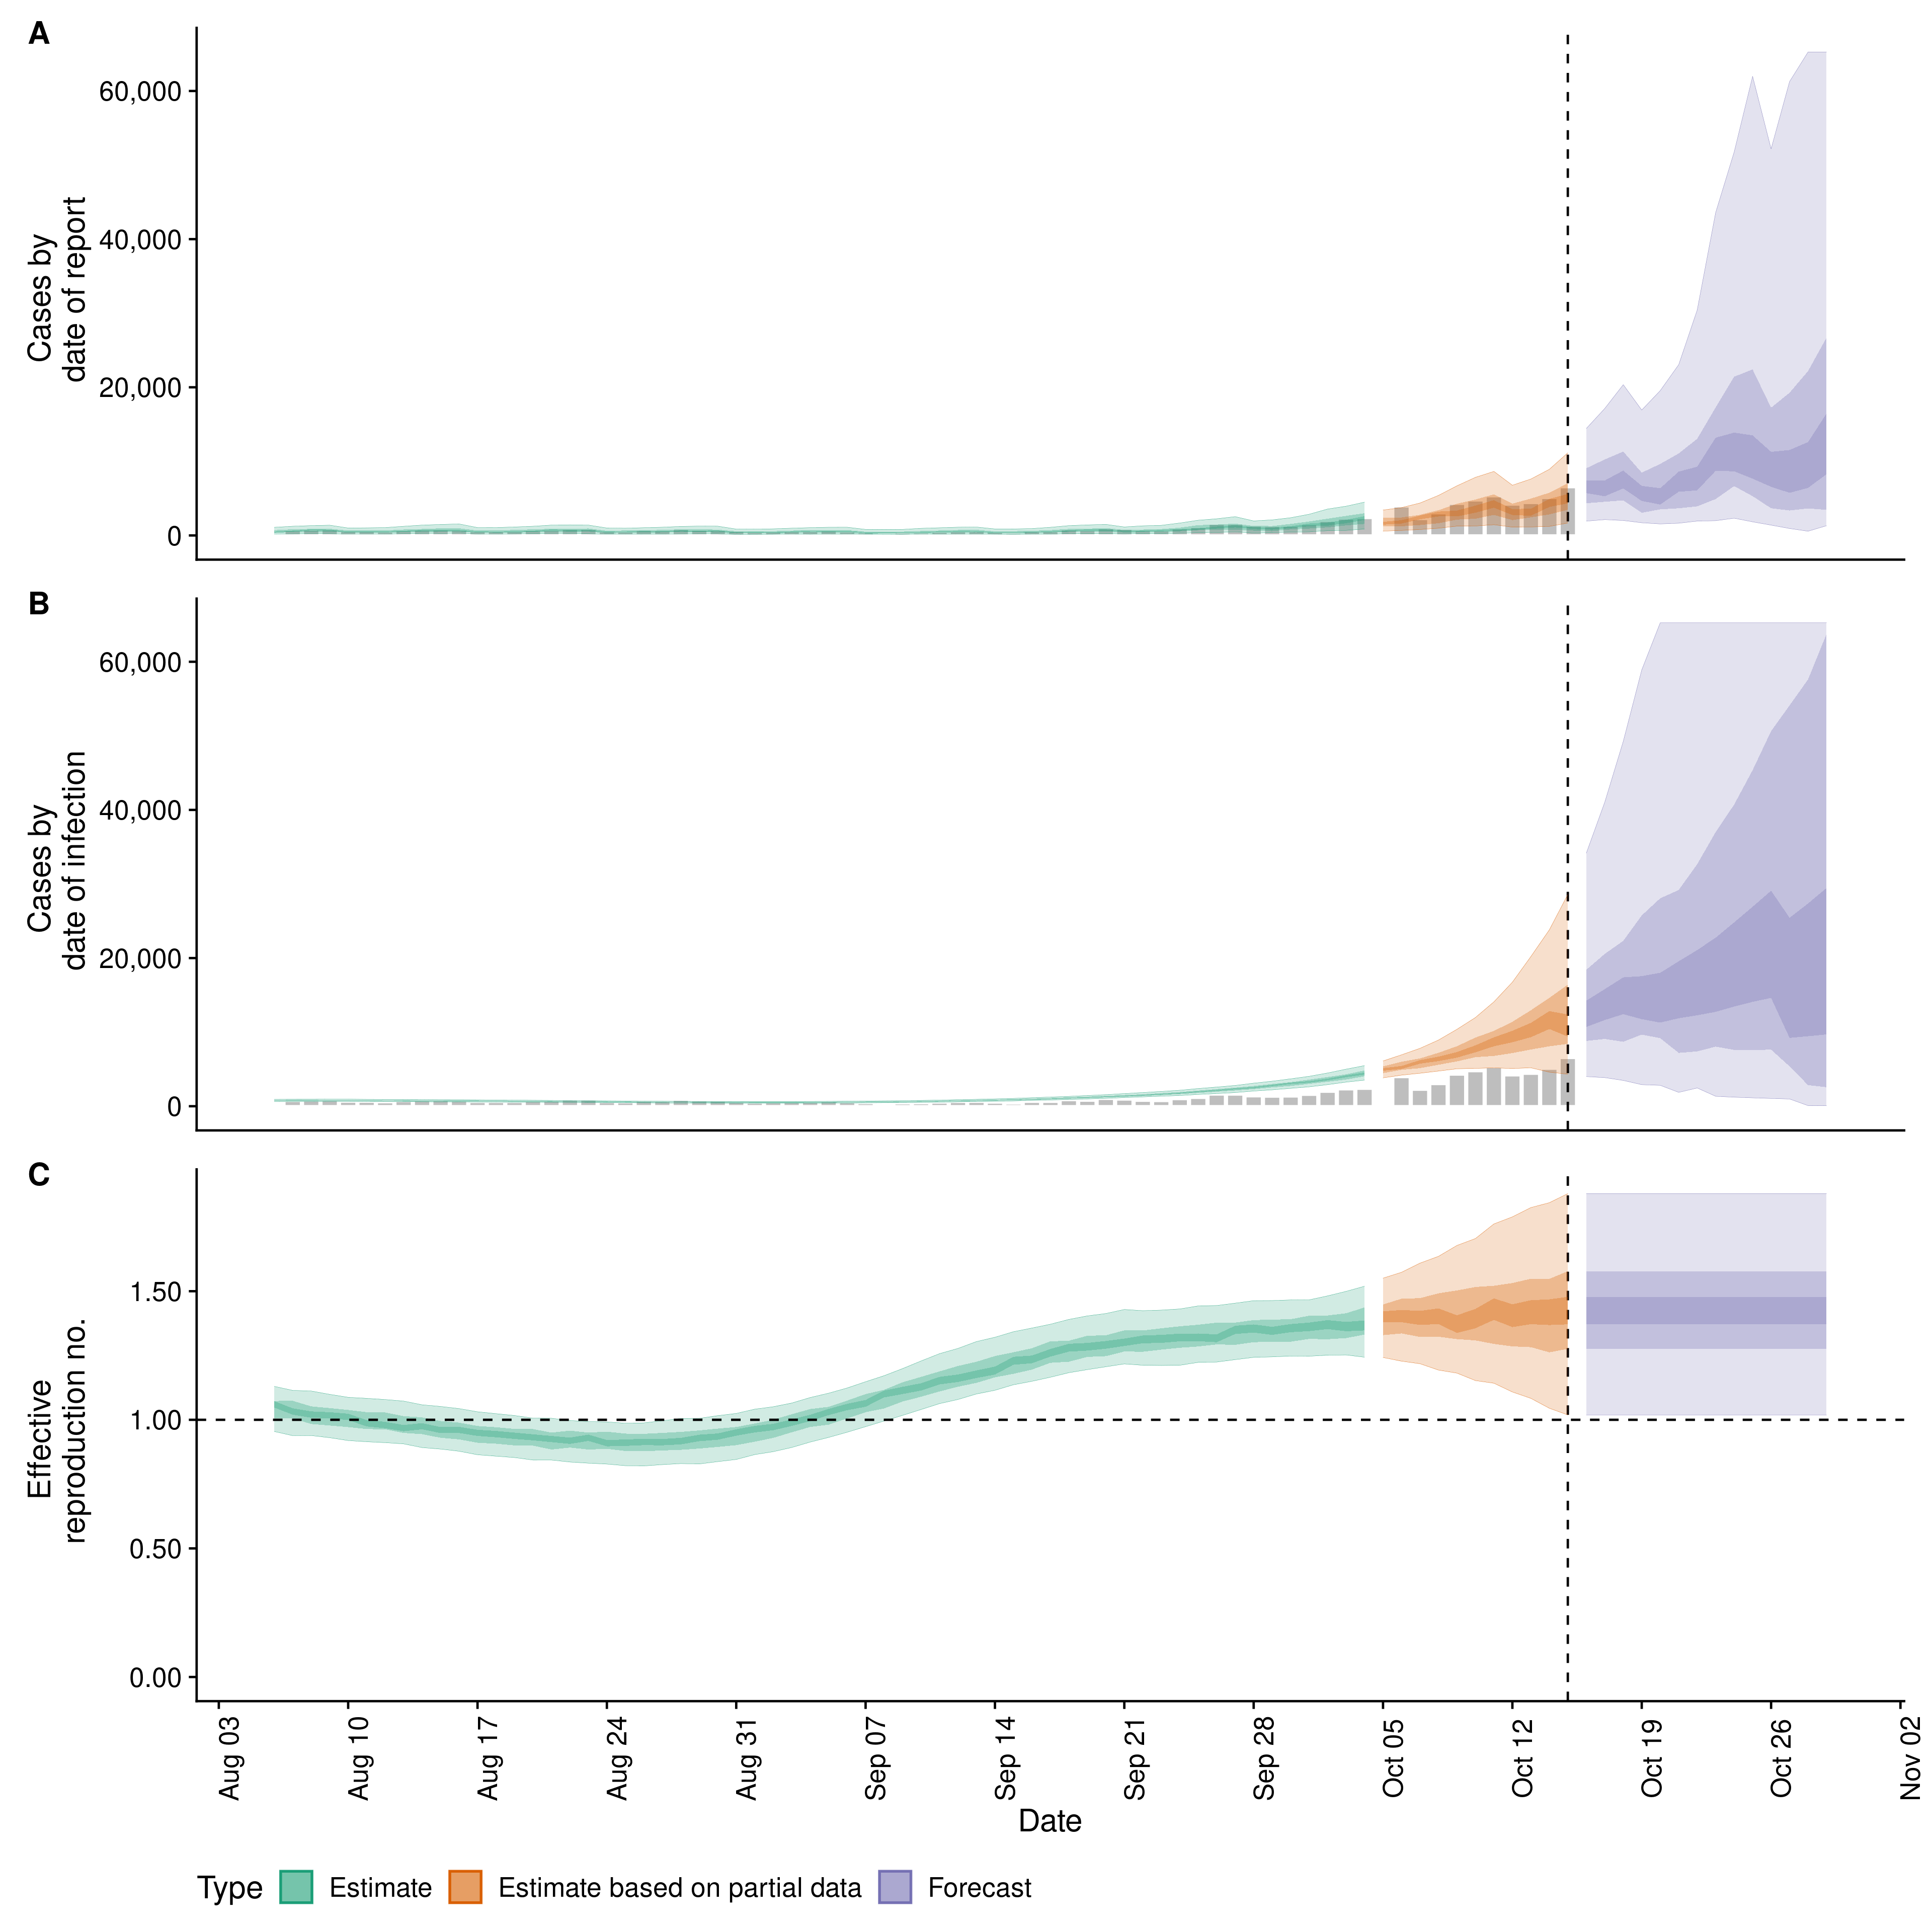 A
Cases by
date of report
60,000
40,000
20,000
0
B
Cases by
date of infection
60,000
40,000
20,000
0
C
Effective
reproduction no.
1.50
1.00
0.50
0.00
Aug 03
Aug 10
Aug 17
Aug 24
Aug 31
Sep 07
Sep 14
Sep 21
Sep 28
Oct 05
Oct 12
Oct 19
Oct 26
Nov 02
Date
Type Estimate Estimate based on partial data Forecast